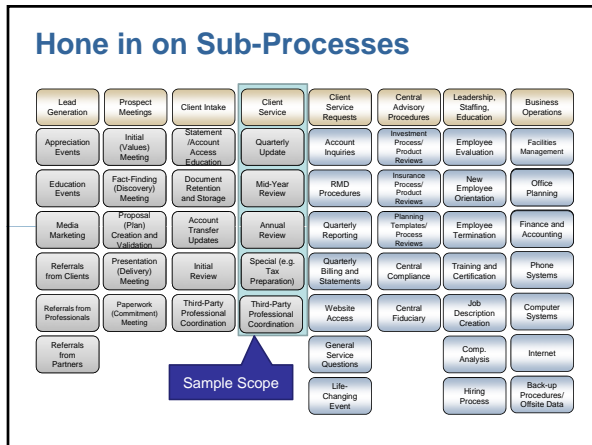 Hone in on Sub-Processes
Lead
Generation
Appreciation
Events
Education
Events
Media
Marketing
Referrals
from Clients
Referrals from
Professionals
Referrals
from
Partners
Prospect
Meetings
Initial
(Values)
Meeting
Fact-Finding
(Discovery)
Meeting
Proposal
(Plan)
Creation and
Validation
Presentation
(Delivery)
Meeting
Paperwork
(Commitment)
Meeting
Client Intake
Statement
/Account
Access
Education
Document
Retention
and Storage
Account
Transfer
Updates
Initial
Review
Third-Party
Professional
Coordination
Client
Service
Quarterly
Update
Mid-Year
Review
Annual
Review
Special (e.g.
Tax
Preparation)
Third-Party
Professional
Coordination
Sample Scope
Client
Service
Requests
Account
Inquiries
RMD
Procedures
Quarterly
Reporting
Quarterly
Billing and
Statements
Website
Access
General
Service
Questions
Life-
Changing
Event
Central
Advisory
Procedures
Investment
Process/
Product
Reviews
Insurance
Process/
Product
Reviews
Planning
Templates/
Process
Reviews
Central
Compliance
Central
Fiduciary
Leadership,
Staffing,
Education
Employee
Evaluation
New
Employee
Orientation
Employee
Termination
Training and
Certification
Job
Description
Creation
Comp.
Analysis
Hiring
Process
Business
Operations
Facilities
Management
Office
Planning
Finance and
Accounting
Phone
Systems
Computer
Systems
Internet
Back-up
Procedures/
Offsite Data